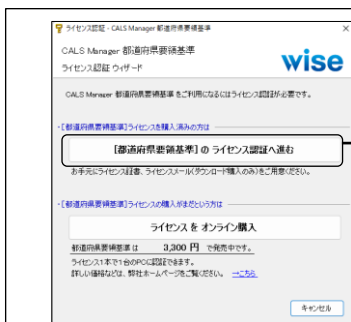 ライセンス認証 - CALS Manager 都道府県要領基準
CALS Manager 都道府県要領基準
ライセンス認証 ウィザード
wise
CALS Manager 都道府県要領基準 をご利用になるにはライセンス認証が必要です。
-【都道府県要領基準】ライセンスを購入済みの方は
【都道府県要領基準】の ライセンス認証へ進む
お手元にライセンス証書、ライセンスメール(ダウンロード購入のみ)をご用意ください。
-【都道府県要領基準】ライセンスの購入がまだという方は
ライセンス を オンライン購入
都道府県要領基準 は 3,300 円 で発売中です。
ライセンス1本で1台のPCに認証できます。
詳しい価格などは、弊社ホームページをご覧ください。 →こちら
キャンセル